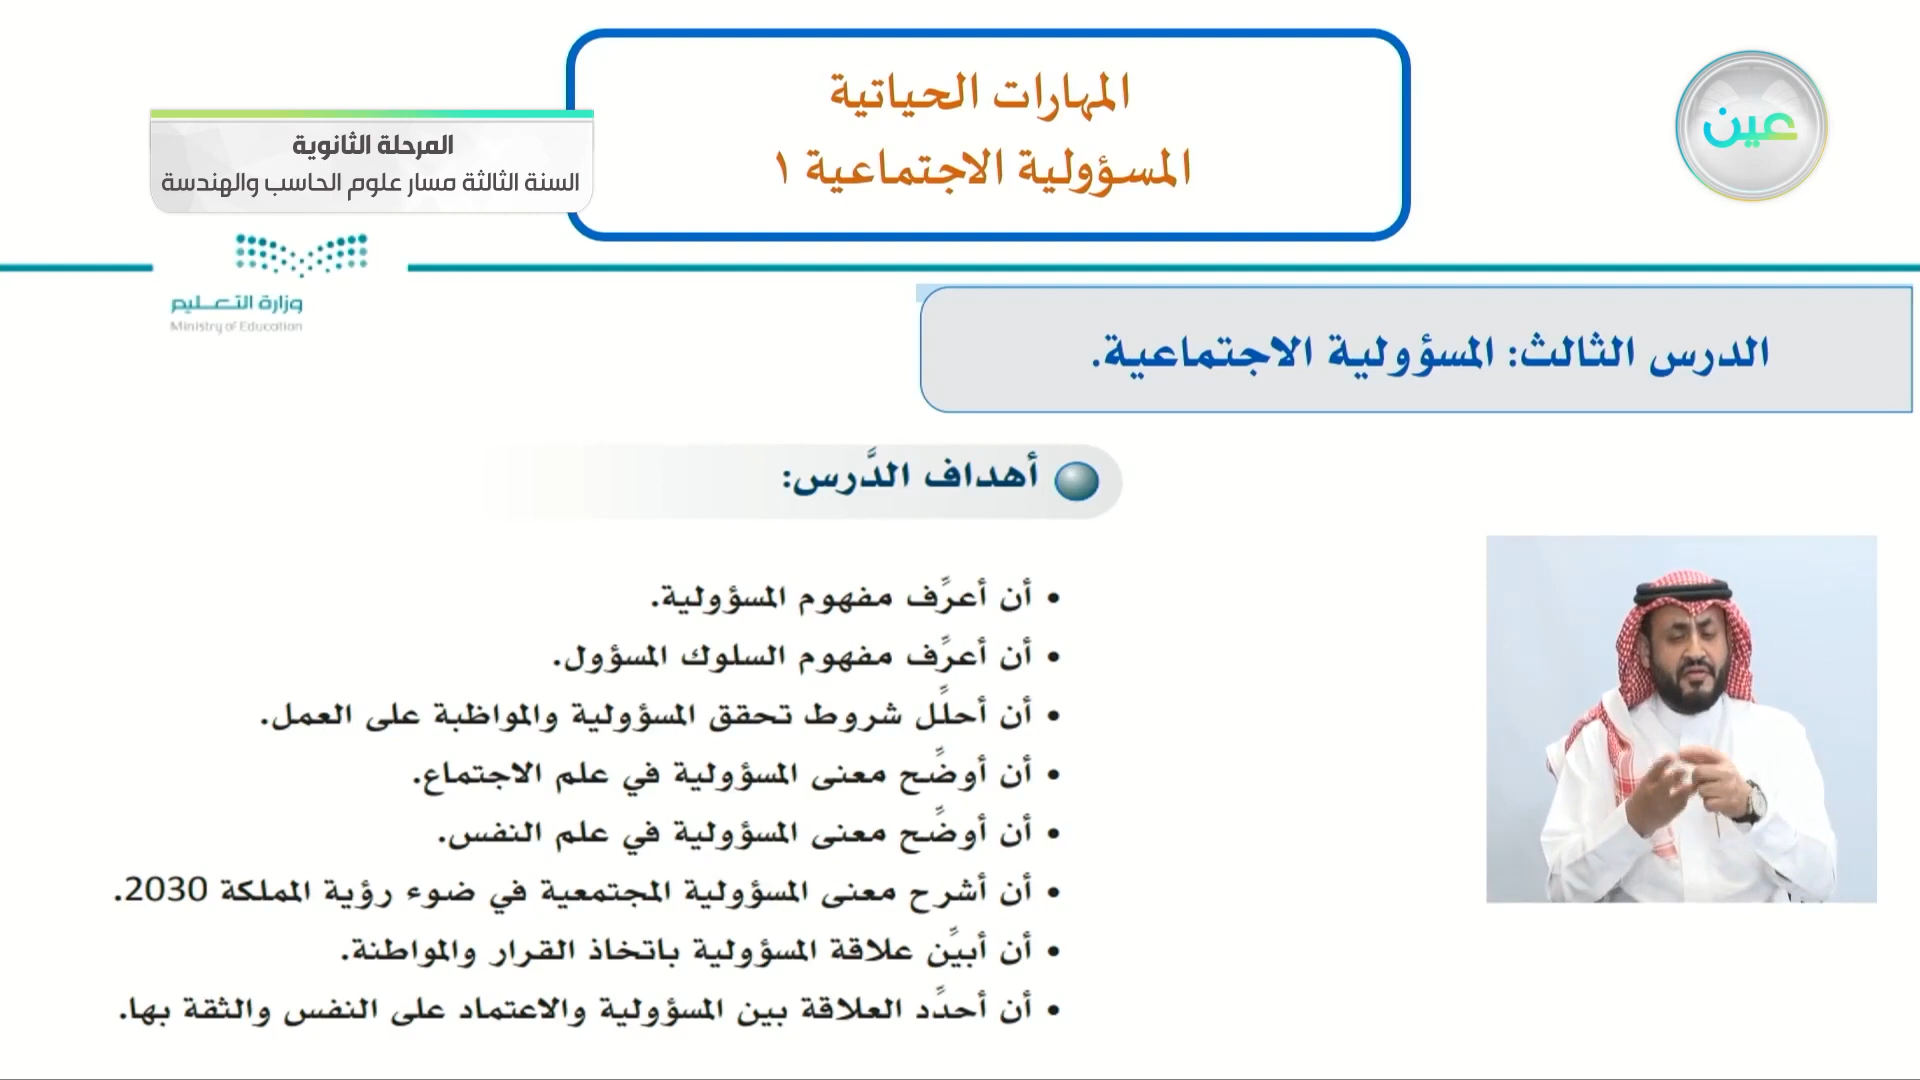 المهارات الحياتية
المسؤولية الاجتماعية ١
عين
المرحلة الثانوية
السنة الثالثة مسار علوم الحاسب والهندسة
وزارة التعليم
Ministry of Education
الدرس الثالث: المسؤولية الاجتماعية.
أهداف الدَّرس:
• أن أعرِّف مفهوم المسؤولية.
• أن أعرِّف مفهوم السلوك المسؤول.
• أن أحلِّل شروط تحقق المسؤولية والمواظبة على العمل.
• أن أوضِّح معنى المسؤولية في علم الاجتماع.
• أن أوضِّح معنى المسؤولية في علم النفس.
• أن أشرح معنى المسؤولية المجتمعية في ضوء رؤية المملكة 2030.
• أن أبيِّن علاقة المسؤولية باتخاذ القرار والمواطنة.
• أن أحدِّد العلاقة بين المسؤولية والاعتماد على النفس والثقة بها.